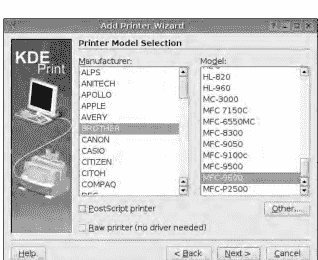 Add Printer Wizard
KDE
Print
Printer Model Selection
Manufacturer:
Model:
ALPS
ANITECH
APOLLO
APPLE
AVERY
BROTHER
CANON
CASIO
CITIZEN
CITOH
COMPAQ
HL-820
HL-960
MC-3000
MFC 7150C
MFC-6550MC
MFC-8300
MFC-9050
MFC-9100c
MFC-9500
MFC-9600
MFC-P2500
PostScript printer
Other...
Raw printer (no driver needed)
Help
< Back
Next >
Cancel